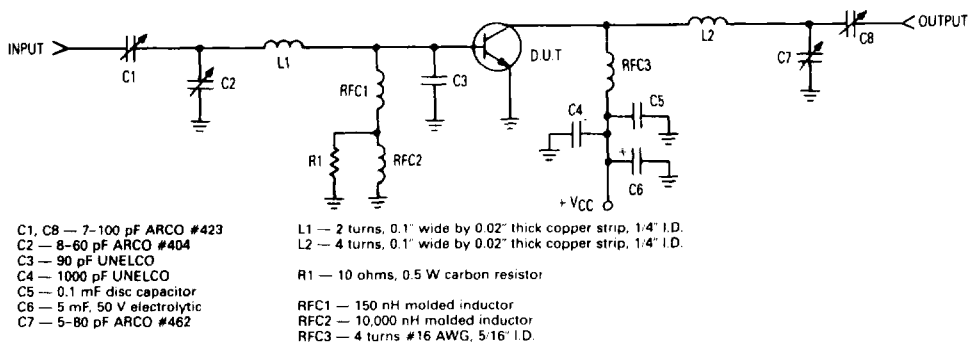 INPUT
C1
C2
L1
RFC1
R1
RFC2
C3
D.U.T
RFC3
C4
C5
C6
+ VCC
L2
C7
C8
OUTPUT
C1, C8 — 7-100 pF ARCO #423
C2 — 8-60 pF ARCO #404
C3 — 90 pF UNELCO
C4 — 1000 pF UNELCO
C5 — 0.1 mF disc capacitor
C6 — 5 mF, 50 V electrolytic
C7 — 5-80 pF ARCO #462
L1 — 2 turns, 0.1" wide by 0.02" thick copper strip, 1/4" I.D.
L2 — 4 turns, 0.1" wide by 0.02" thick copper strip, 1/4" I.D.
R1 — 10 ohms, 0.5 W carbon resistor
RFC1 — 150 nH molded inductor
RFC2 — 10,000 nH molded inductor
RFC3 — 4 turns #16 AWG, 5/16" I.D.